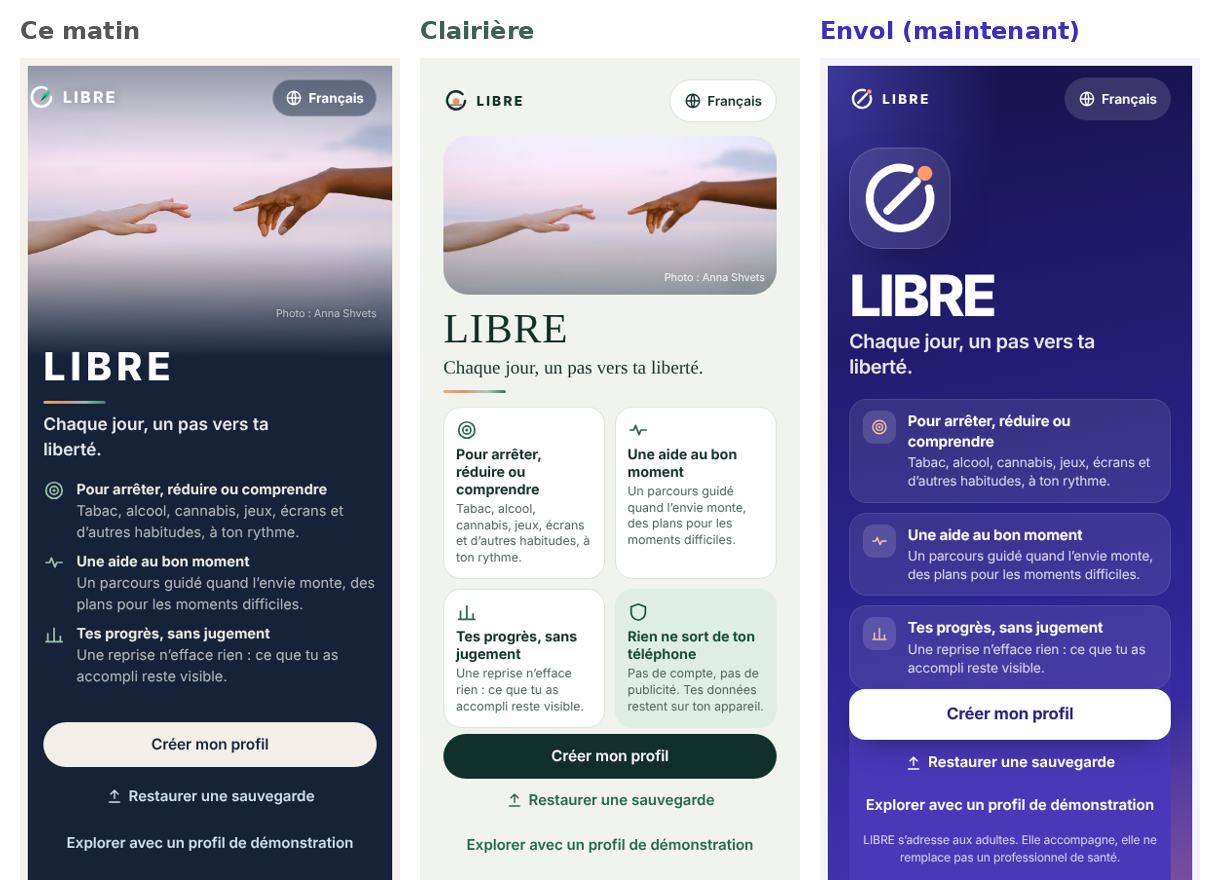 Ce matin
LIBRE
Français
Photo : Anna Shvets
LIBRE
Chaque jour, un pas vers ta
liberté.
Pour arrêter, réduire ou comprendre
Tabac, alcool, cannabis, jeux, écrans et
d’autres habitudes, à ton rythme.
Une aide au bon moment
Un parcours guidé quand l’envie monte, des
plans pour les moments difficiles.
Tes progrès, sans jugement
Une reprise n’efface rien : ce que tu as
accompli reste visible.
Créer mon profil
Restaurer une sauvegarde
Explorer avec un profil de démonstration
Clairière
LIBRE
Français
Photo : Anna Shvets
LIBRE
Chaque jour, un pas vers ta liberté.
Pour arrêter,
réduire ou
comprendre
Tabac, alcool,
cannabis, jeux, écrans
et d’autres habitudes, à
ton rythme.
Une aide au bon
moment
Un parcours guidé
quand l’envie monte,
des plans pour les
moments difficiles.
Tes progrès, sans
jugement
Une reprise n’efface
rien : ce que tu as
accompli reste visible.
Rien ne sort de ton
téléphone
Pas de compte, pas de
publicité. Tes données
restent sur ton appareil.
Créer mon profil
Restaurer une sauvegarde
Explorer avec un profil de démonstration
Envol (maintenant)
LIBRE
Français
LIBRE
Chaque jour, un pas vers ta
liberté.
Pour arrêter, réduire ou
comprendre
Tabac, alcool, cannabis, jeux, écrans et
d’autres habitudes, à ton rythme.
Une aide au bon moment
Un parcours guidé quand l’envie monte,
des plans pour les moments difficiles.
Tes progrès, sans jugement
Une reprise n’efface rien : ce que tu as
accompli reste visible.
Créer mon profil
Restaurer une sauvegarde
Explorer avec un profil de démonstration
LIBRE s’adresse aux adultes. Elle accompagne, elle ne
remplace pas un professionnel de santé.